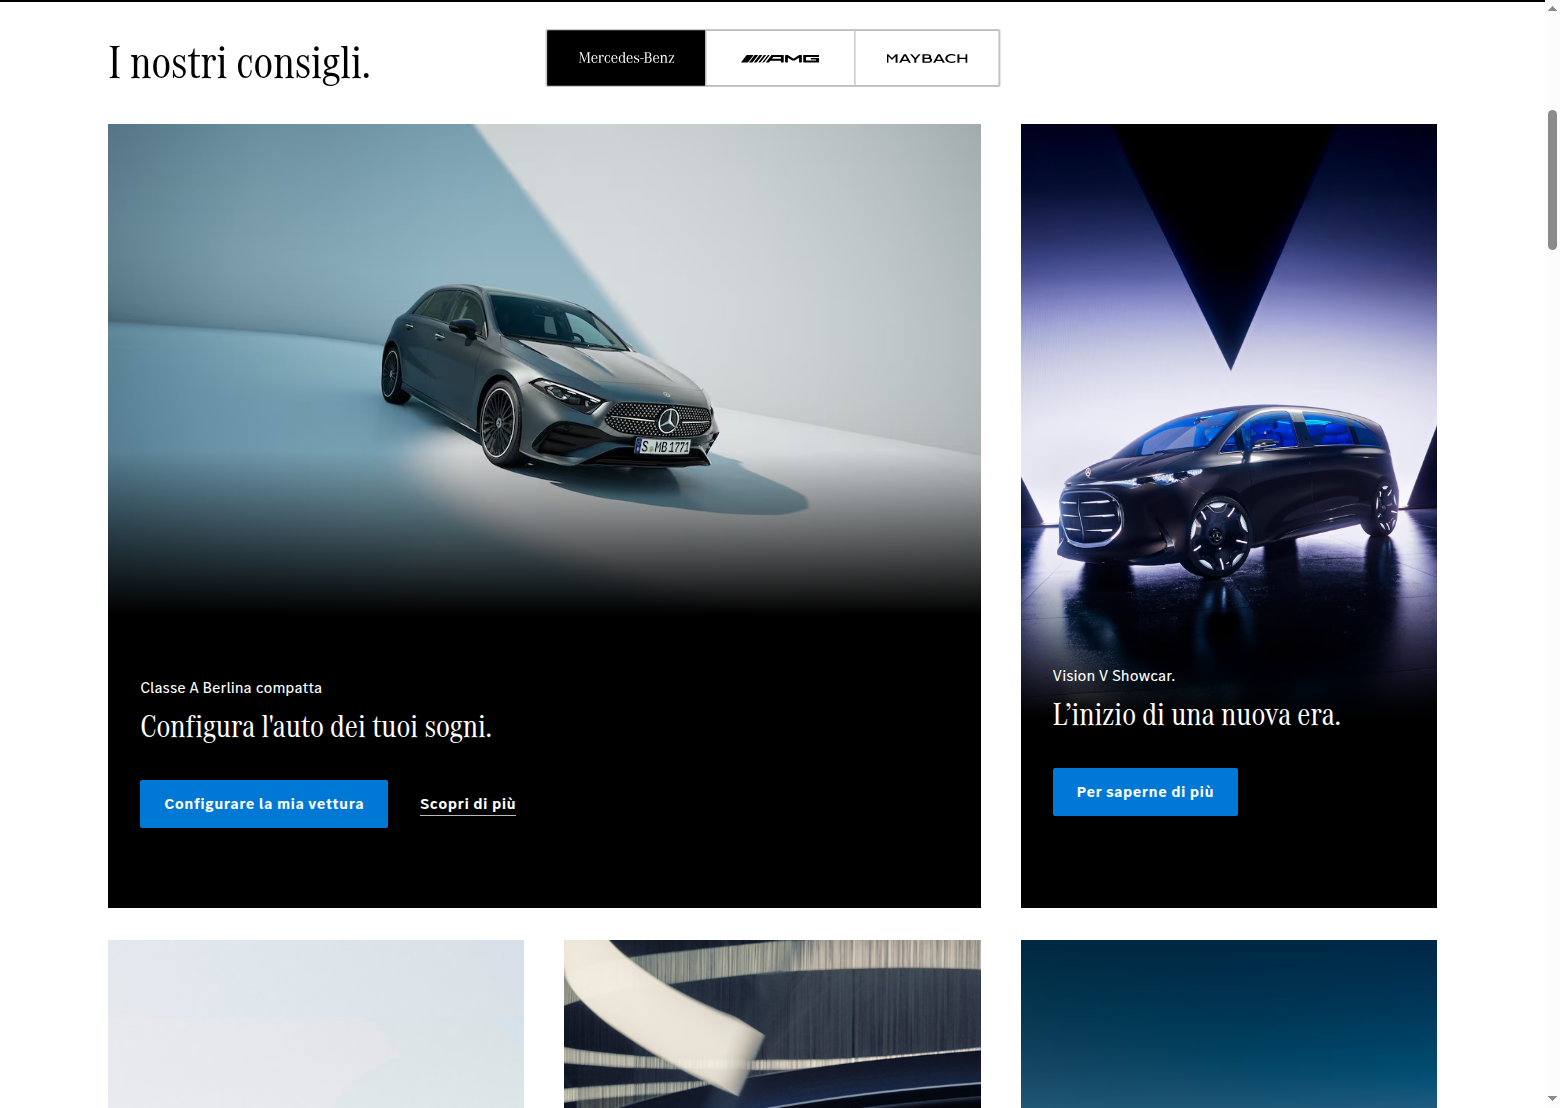 I nostri consigli.
Mercedes-Benz
AMG
MAYBACH
S MB 1771
Classe A Berlina compatta
Configura l'auto dei tuoi sogni.
Configurare la mia vettura
Scopri di più
Vision V Showcar.
L’inizio di una nuova era.
Per saperne di più